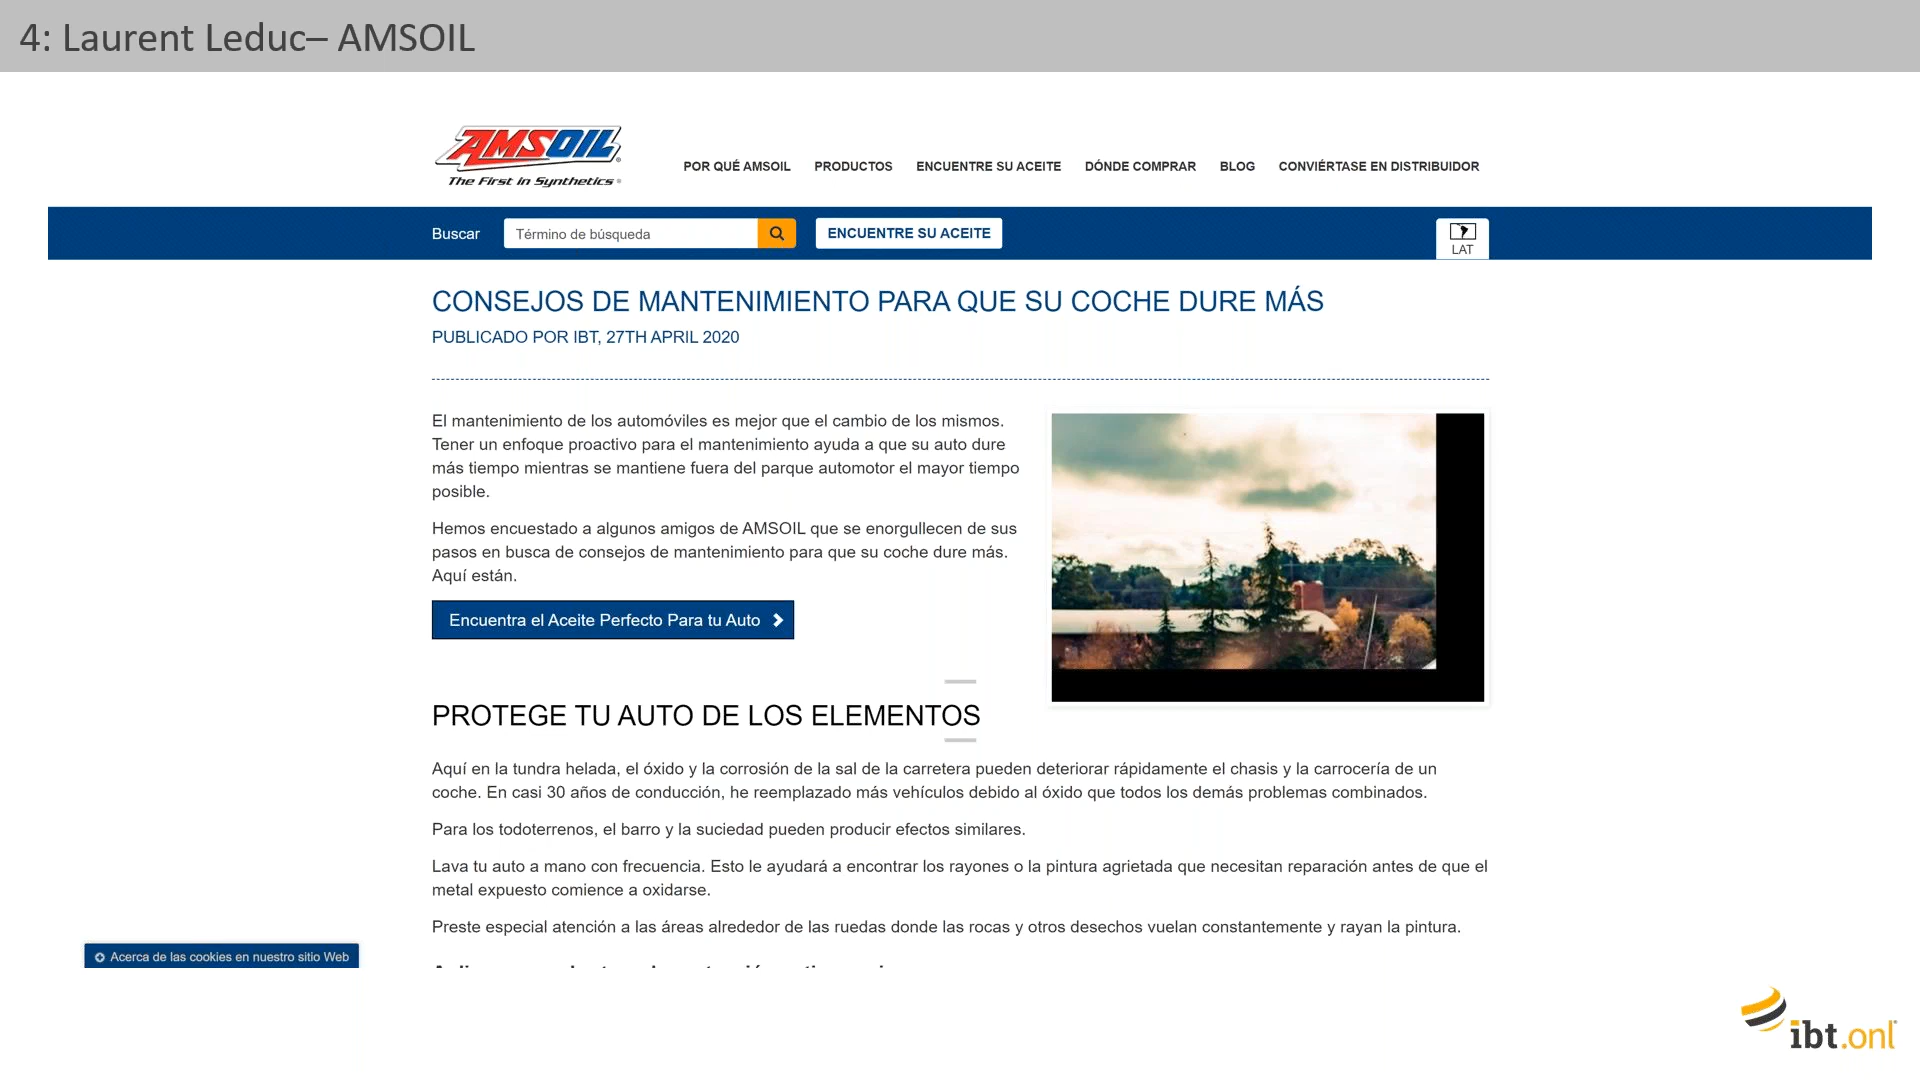 4: Laurent Leduc– AMSOIL
AMSOIL
The First in Synthetics®
POR QUÉ AMSOIL PRODUCTOS ENCUENTRE SU ACEITE DÓNDE COMPRAR BLOG CONVIÉRTASE EN DISTRIBUIDOR
Buscar Término de búsqueda ENCUENTRE SU ACEITE LAT
CONSEJOS DE MANTENIMIENTO PARA QUE SU COCHE DURE MÁS
PUBLICADO POR IBT, 27TH APRIL 2020
El mantenimiento de los automóviles es mejor que el cambio de los mismos.
Tener un enfoque proactivo para el mantenimiento ayuda a que su auto dure
más tiempo mientras se mantiene fuera del parque automotor el mayor tiempo
posible.
Hemos encuestado a algunos amigos de AMSOIL que se enorgullecen de sus
pasos en busca de consejos de mantenimiento para que su coche dure más.
Aquí están.
Encuentra el Aceite Perfecto Para tu Auto
PROTEGE TU AUTO DE LOS ELEMENTOS
Aquí en la tundra helada, el óxido y la corrosión de la sal de la carretera pueden deteriorar rápidamente el chasis y la carrocería de un
coche. En casi 30 años de conducción, he reemplazado más vehículos debido al óxido que todos los demás problemas combinados.
Para los todoterrenos, el barro y la suciedad pueden producir efectos similares.
Lava tu auto a mano con frecuencia. Esto le ayudará a encontrar los rayones o la pintura agrietada que necesitan reparación antes de que el
metal expuesto comience a oxidarse.
Preste especial atención a las áreas alrededor de las ruedas donde las rocas y otros desechos vuelan constantemente y rayan la pintura.
Acerca de las cookies en nuestro sitio Web
ibt.onl